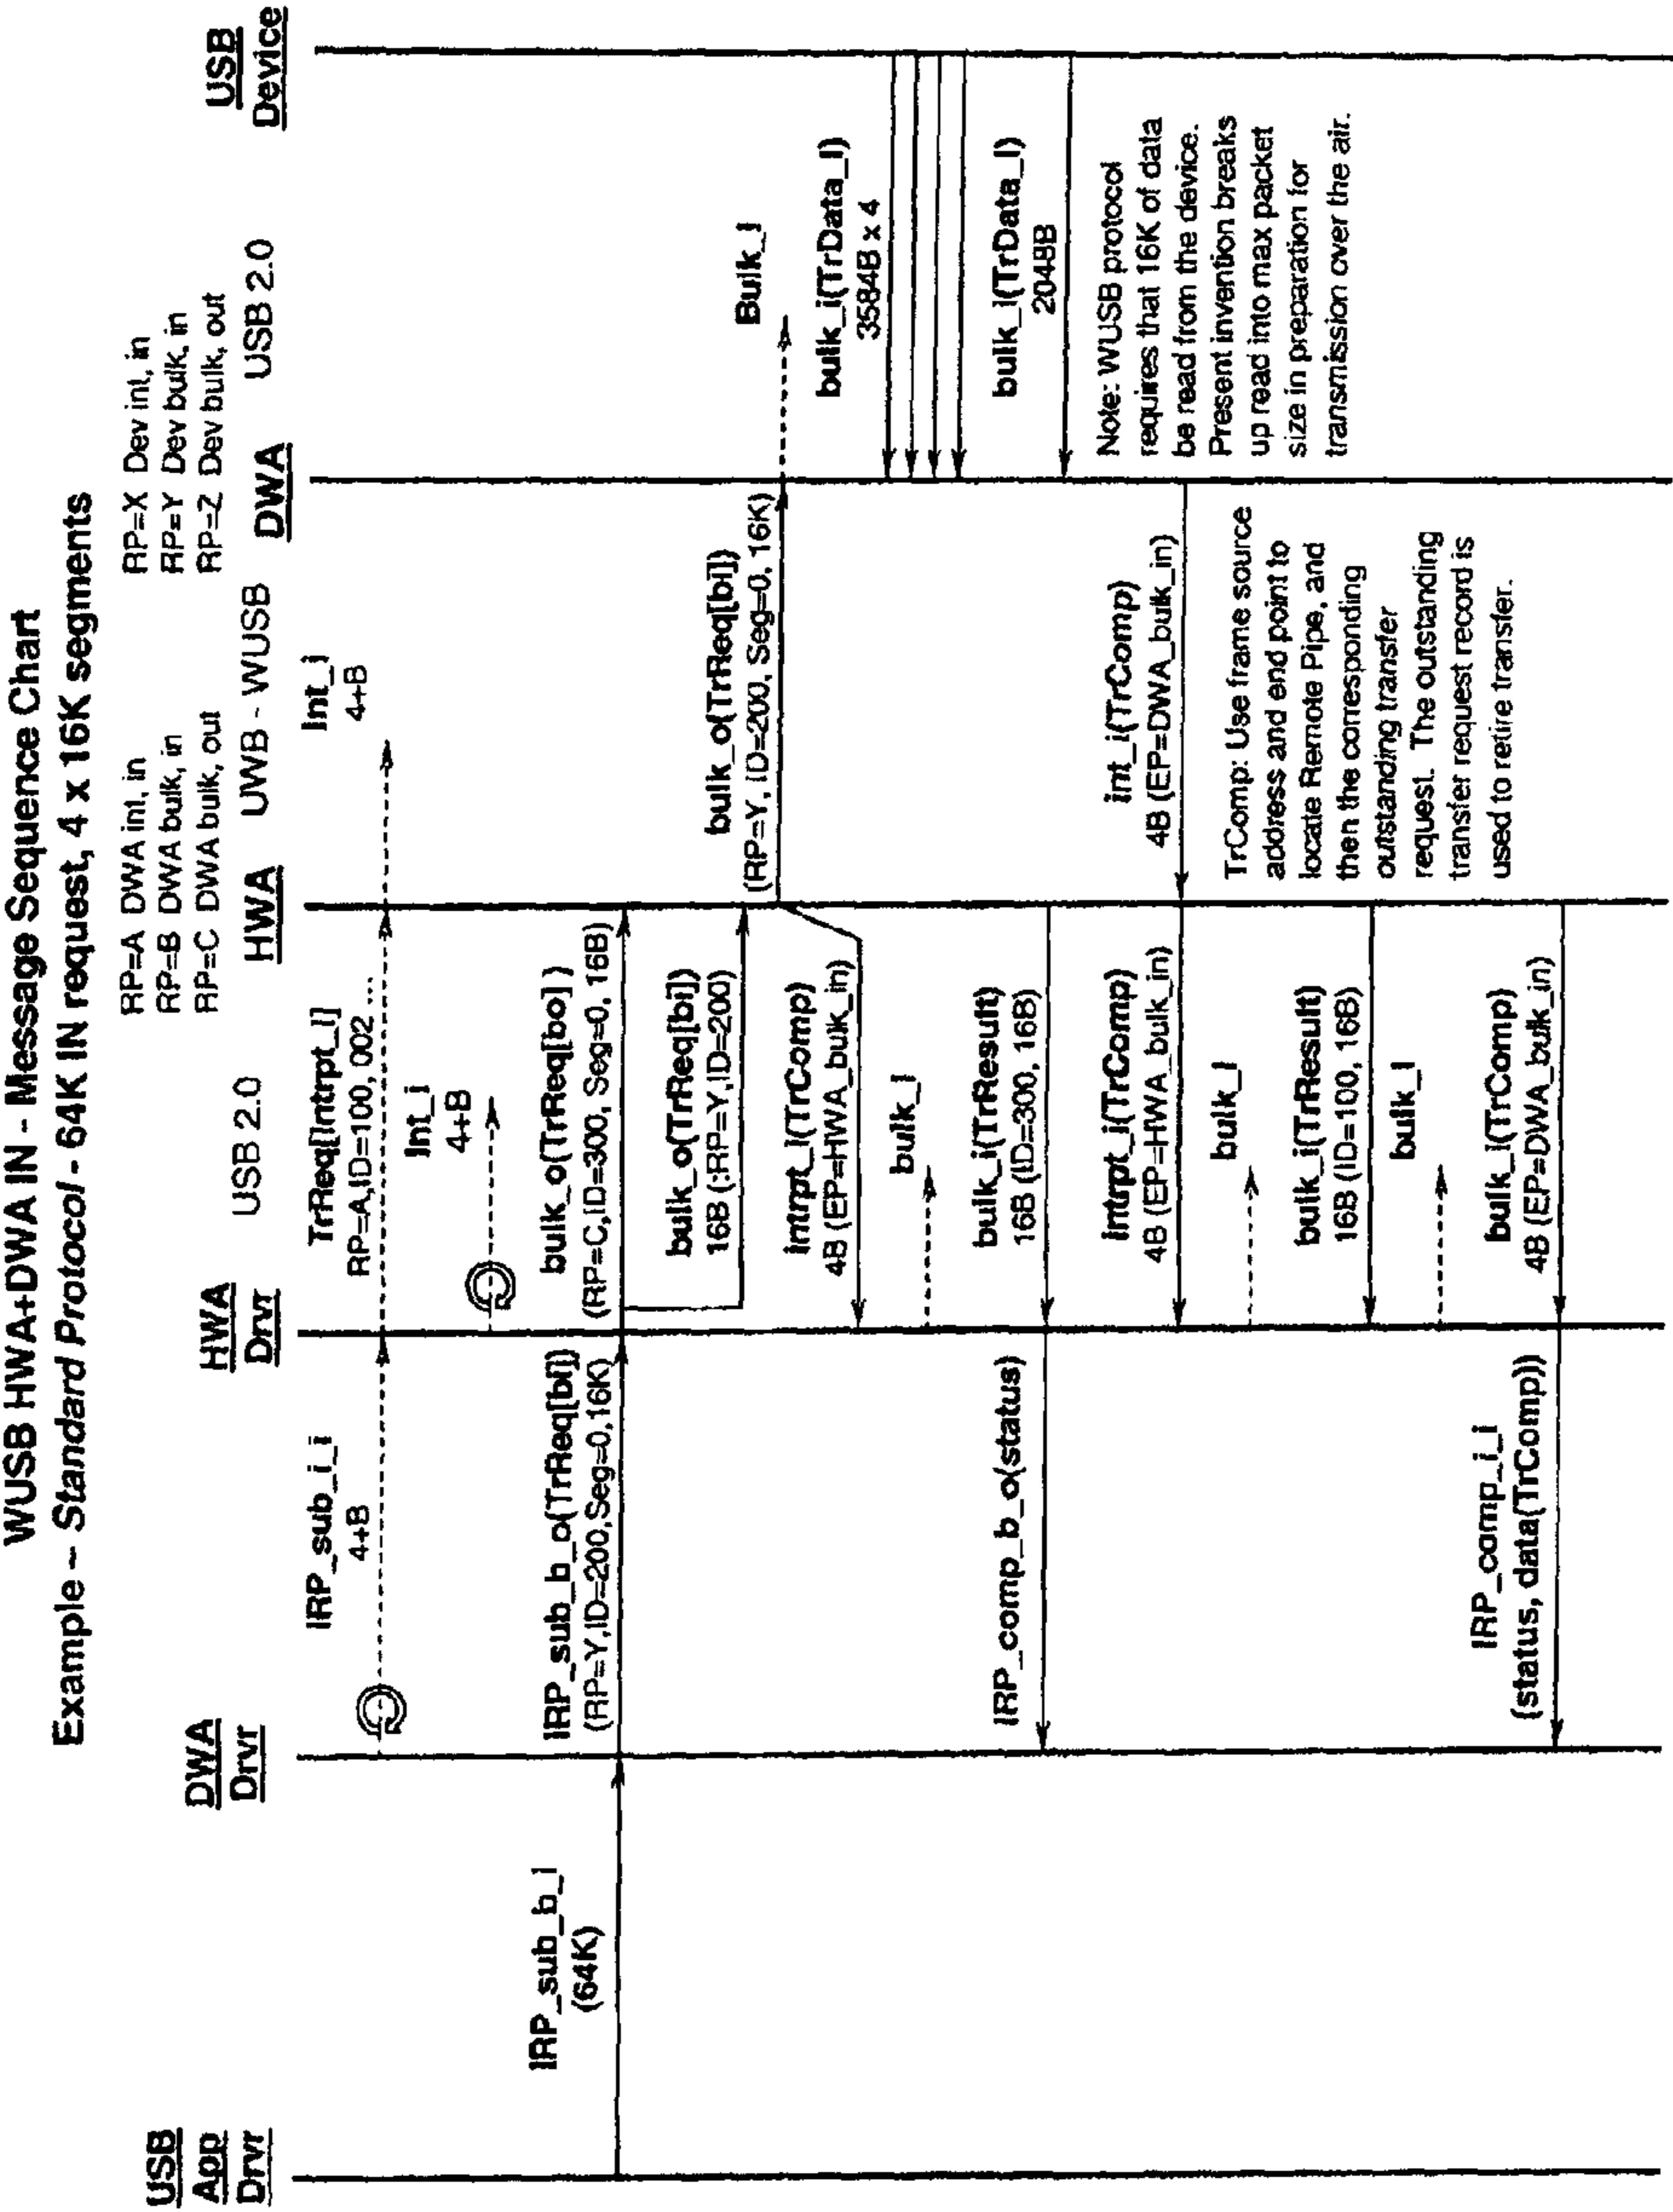 WUSB HWA+DWA IN - Message Sequence Chart
Example – Standard Protocol - 64K IN request, 4 x 16K segments
RP=A DWA int, in
RP=B DWA bulk, in
RP=C DWA bulk, out
RP=X Dev int, in
RP=Y Dev bulk, in
RP=Z Dev bulk, out
USB
App
Drvr
DWA
Drvr
HWA
Drvr
USB 2.0
HWA
UWB - WUSB
DWA
USB 2.0
USB
Device
IRP_sub_i_i
4+B
TrReq[Intrpt_I]
RP=A,ID=100, 002 ...
Int_i
4+B
Int_i
4+B
IRP_sub_b_I
(64K)
IRP_sub_b_o(TrReq[bi])
(RP=Y,ID=200,Seg=0,16K)
bulk_o(TrReq[bo] )
(RP=C,ID=300, Seg=0, 16B)
bulk_o(TrReq[bi])
16B (:RP=Y,ID=200)
bulk_o(TrReq[bi])
(RP=Y, ID=200, Seg=0, 16K)
Bulk_I
intrpt_I(TrComp)
4B (EP=HWA_bulk_in)
bulk_i(TrData_I)
3584B x 4
bulk_I
IRP_comp_b_o(status)
bulk_i(TrResult)
16B (ID=300, 16B)
bulk_I(TrData_I)
2048B
intrpt_i(TrComp)
4B (EP=HWA_bulk_in)
int_i(TrComp)
4B (EP=DWA_bulk_in)
Note: WUSB protocol
requires that 16K of data
be read from the device.
Present invention breaks
up read into max packet
size in preparation for
transmission over the air.
bulk_I
bulk_i(TrResult)
16B (ID=100, 16B)
TrComp: Use frame source
address and end point to
locate Remote Pipe, and
then the corresponding
outstanding transfer
request. The outstanding
transfer request record is
used to retire transfer.
bulk_I
IRP_comp_i_i
(status, data(TrComp))
bulk_I(TrComp)
4B (EP=DWA_bulk_in)